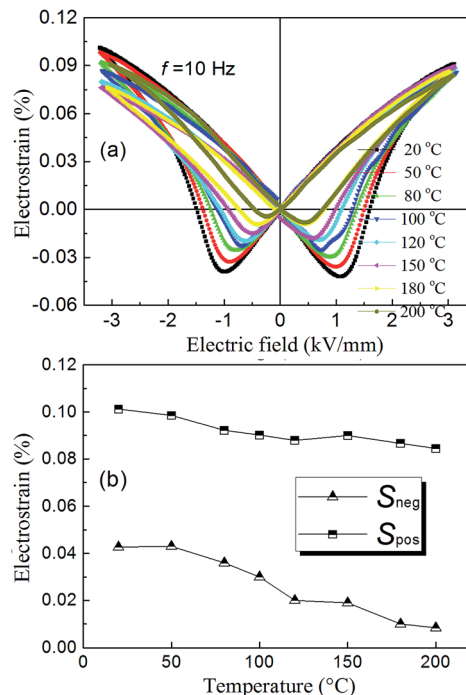 0.12
0.09
0.06
0.03
0.00
-0.03
-0.06
Electrostrain (%)
f =10 Hz
(a)
20 °C
50 °C
80 °C
100 °C
120 °C
150 °C
180 °C
200 °C
-3 -2 -1 0 1 2 3
Electric field (kV/mm)
0.12
0.10
0.08
0.06
0.04
0.02
0.00
Electrostrain (%)
(b)
Sneg
Spos
0 50 100 150 200
Temperature (°C)